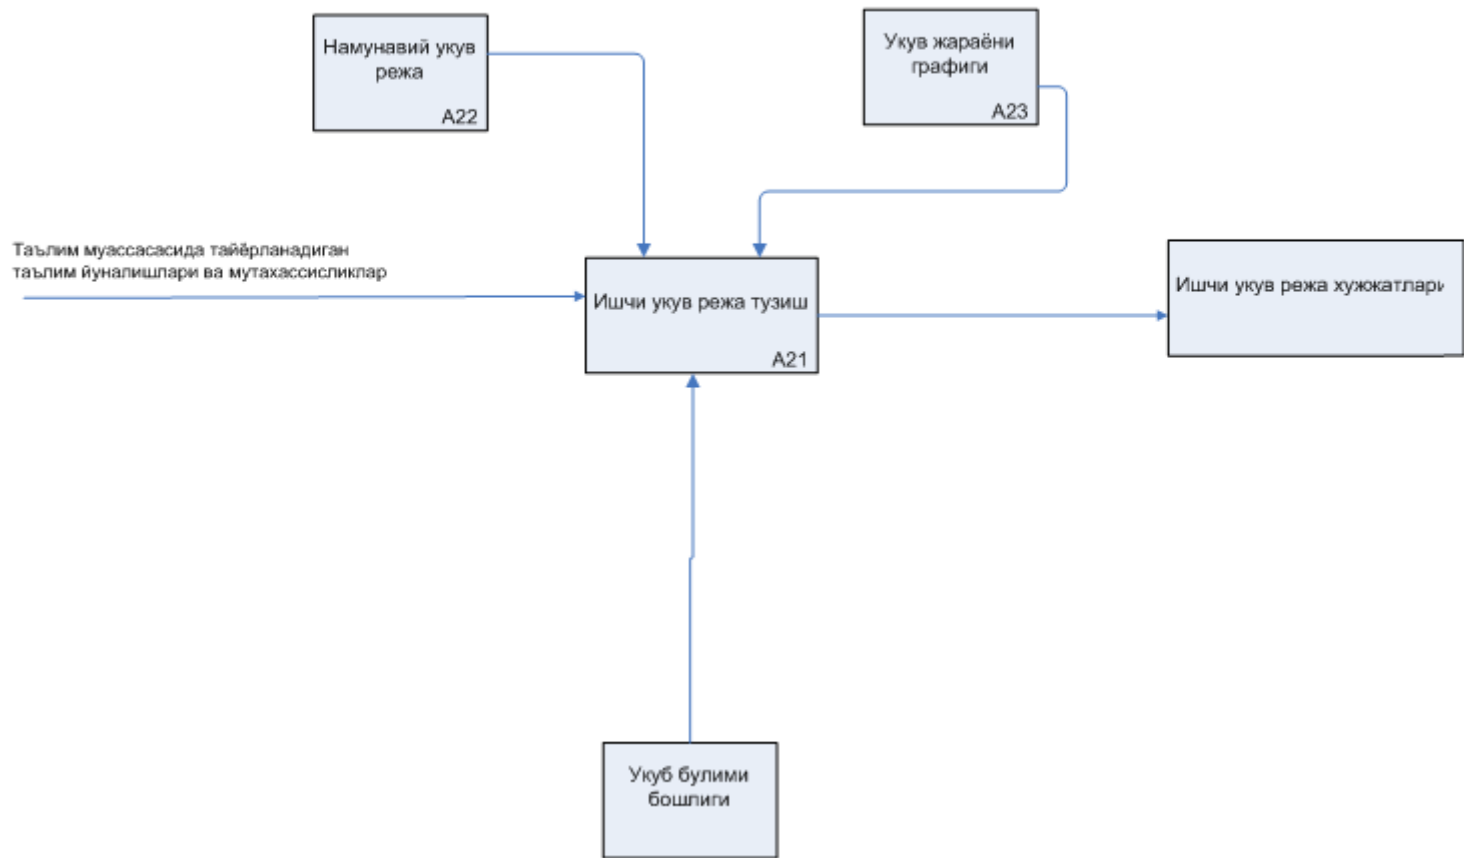 Намунавий укув
режа
А22
Укув жараёни
графиги
А23
Таълим муассасасида тайёрланадиган
таълим йуналишлари ва мутахассисликлар
Ишчи укув режа тузиш
А21
Ишчи укув режа хужжатлари
Укуб булими
бошлиги